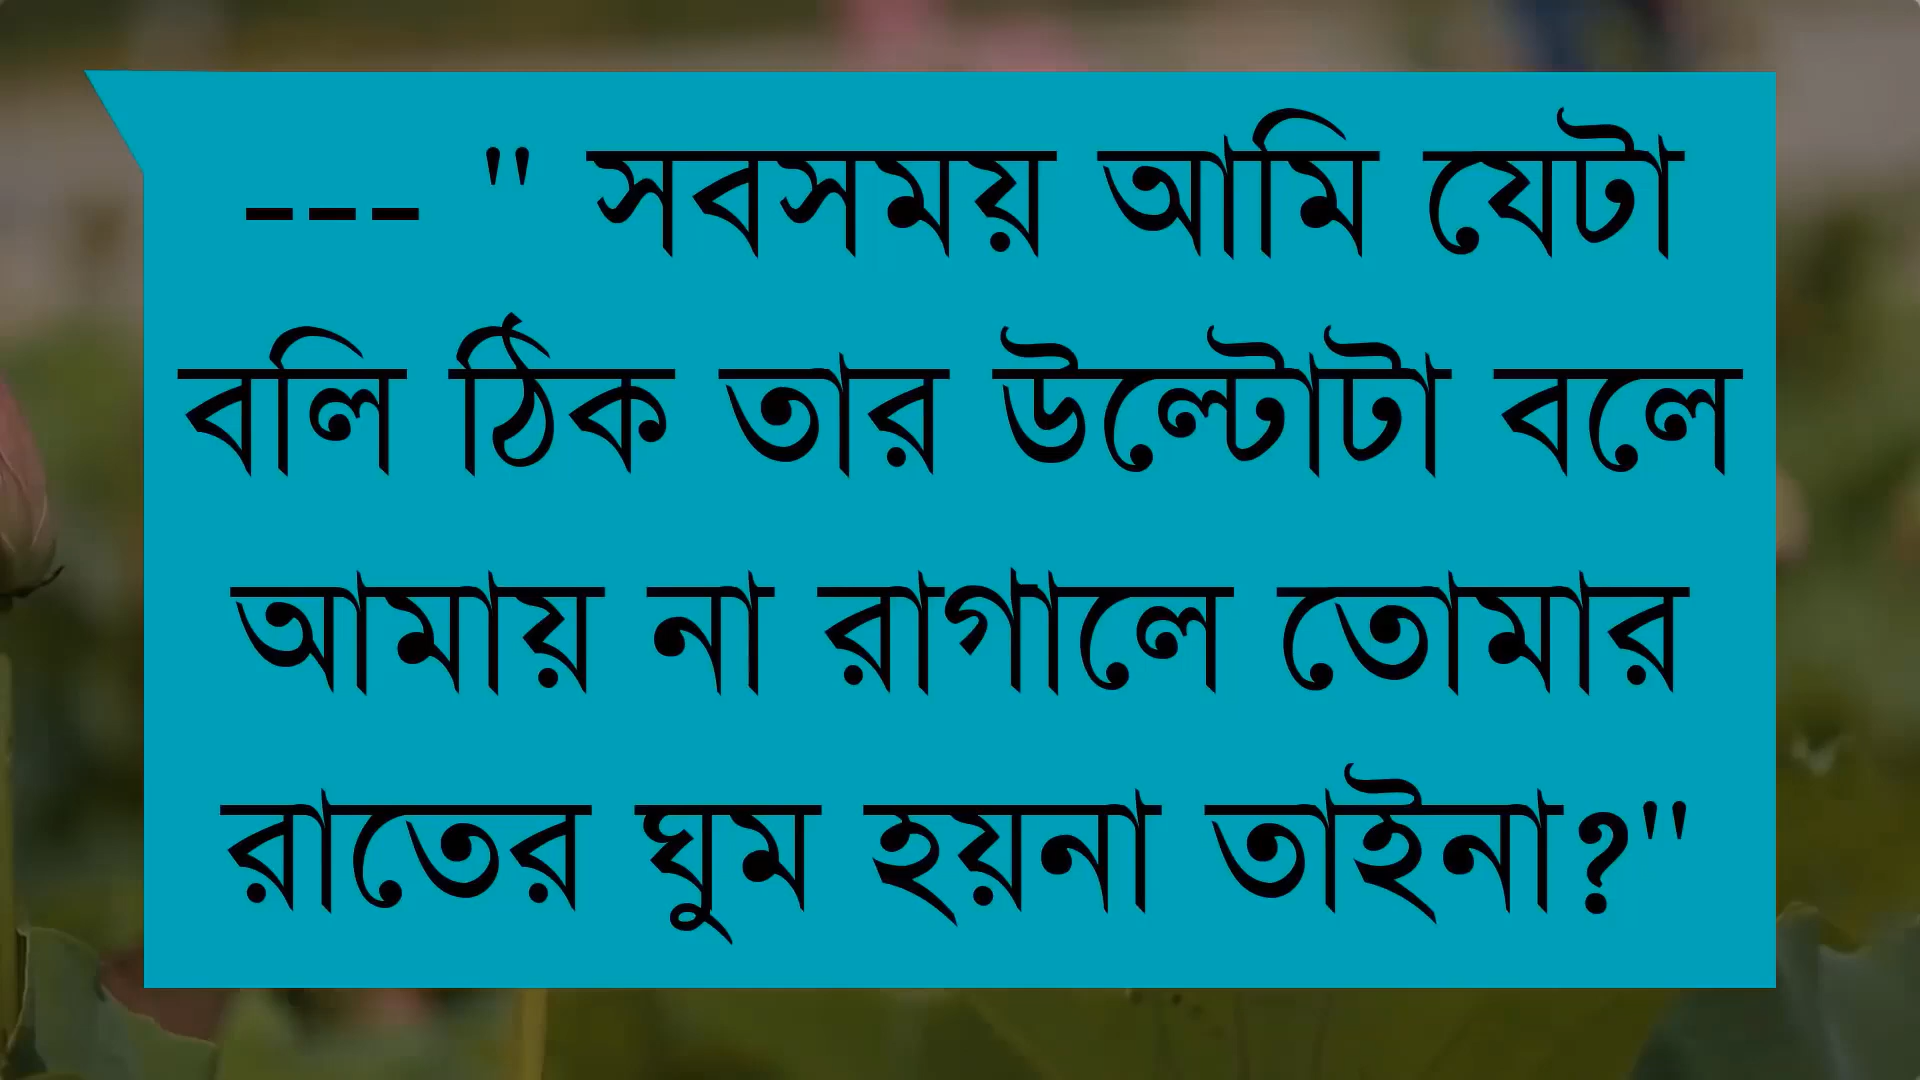 --- " সবসময় আমি যেটা
বলি ঠিক তার উল্টোটা বলে
আমায় না রাগালে তোমার
রাতের ঘুম হয়না তাইনা?"